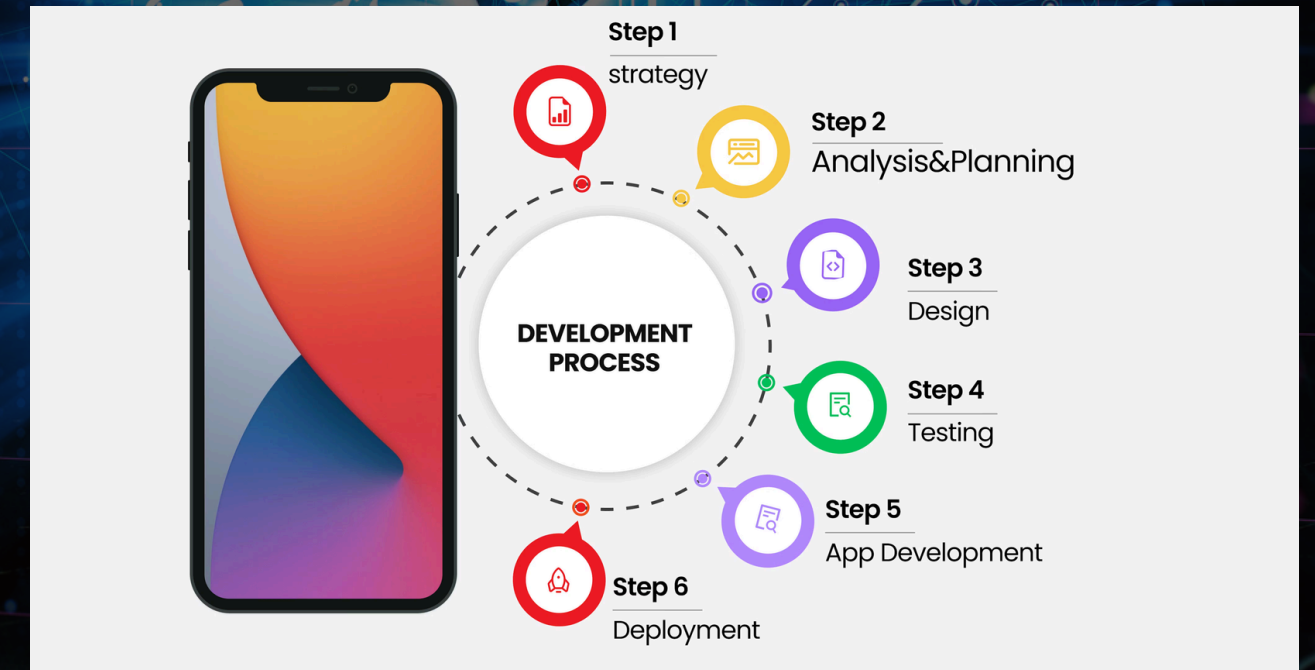 Step 1
strategy
Step 2
Analysis&Planning
Step 3
Design
DEVELOPMENT
PROCESS
Step 4
Testing
Step 5
App Development
Step 6
Deployment